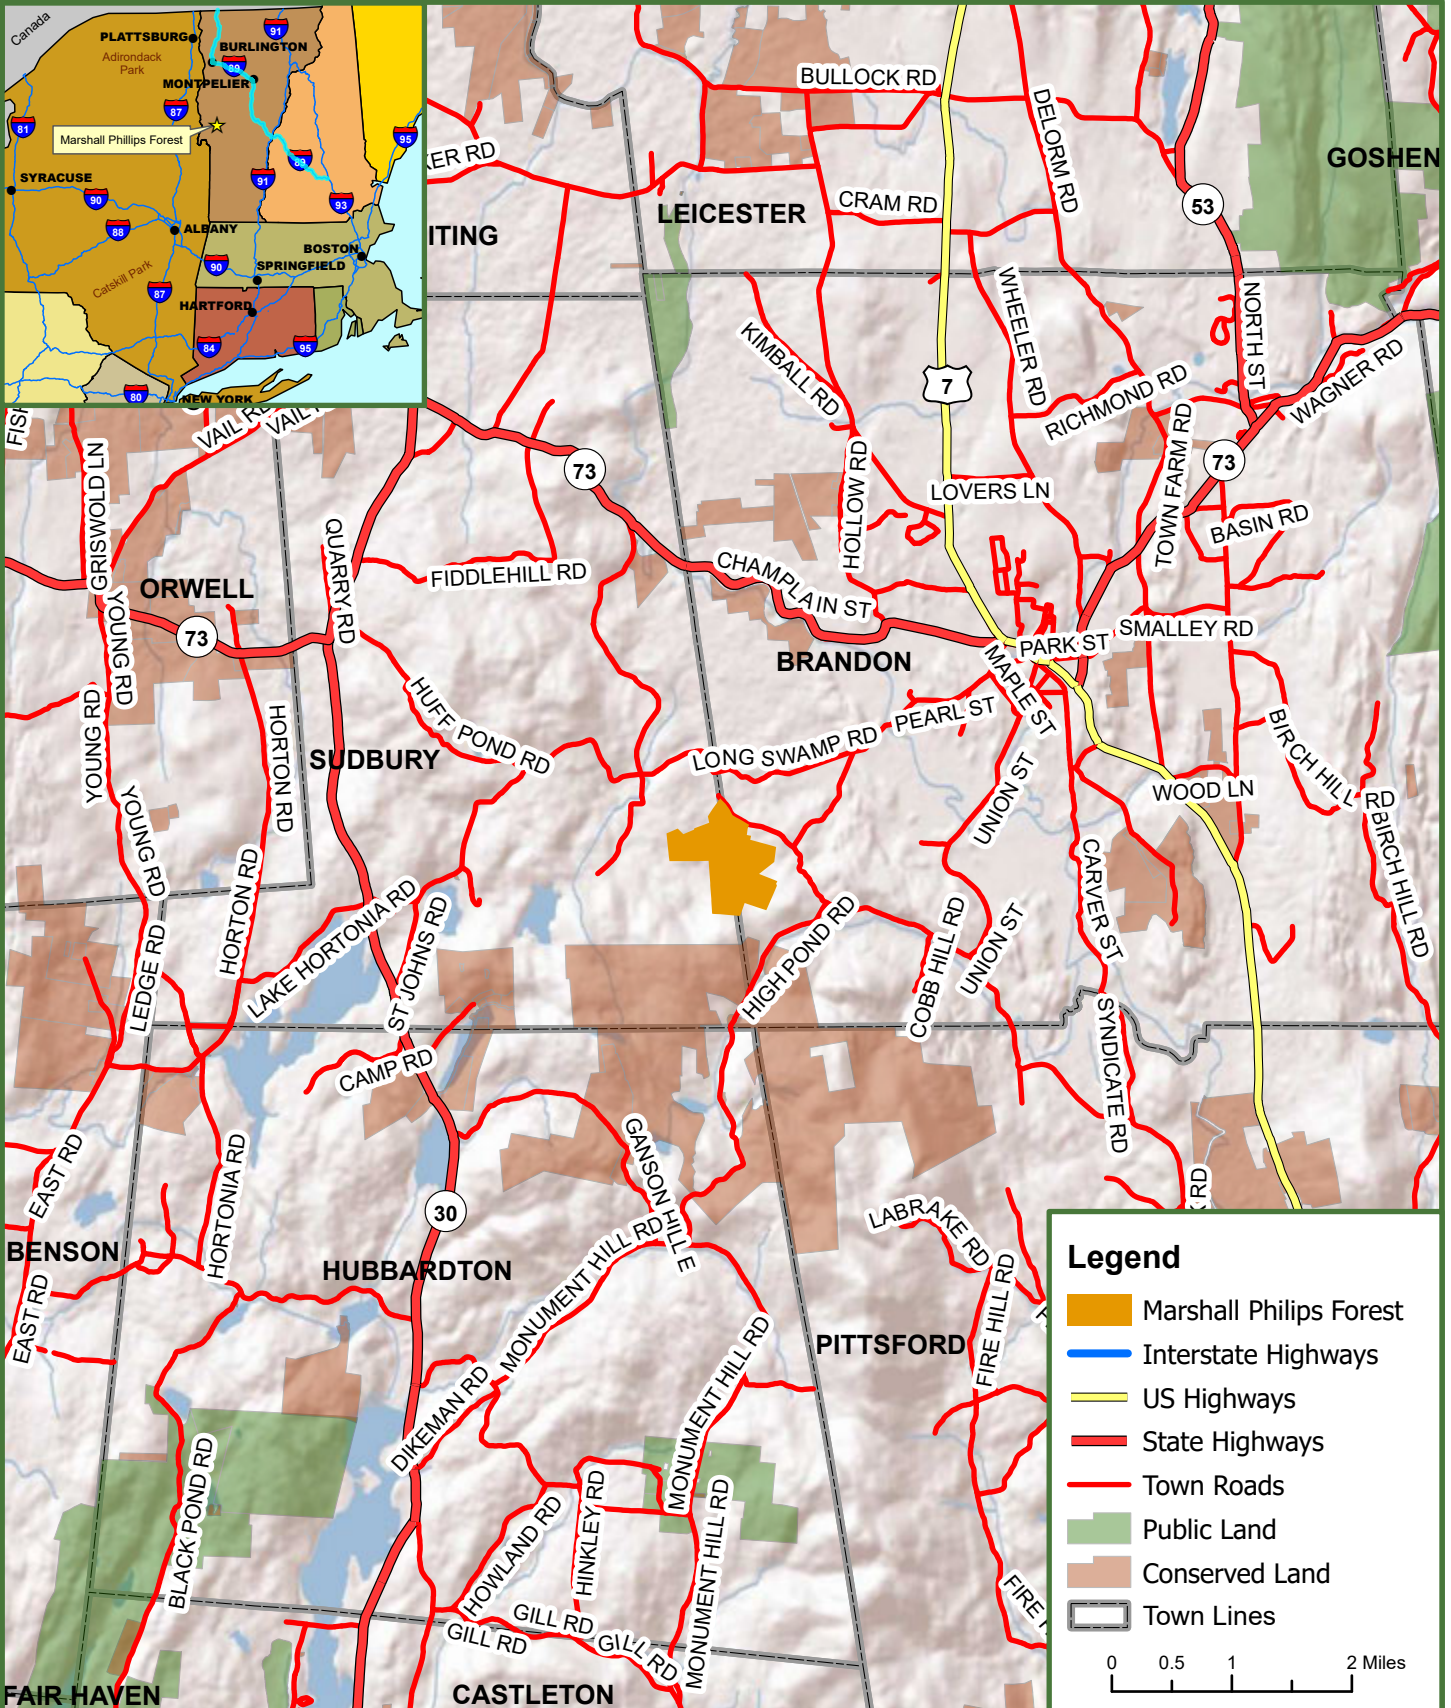 Canada
PLATTSBURG
Adirondack
Park
BURLINGTON
MONTPELIER
91
89
87
81
Marshall Phillips Forest
95
SYRACUSE
90
91
89
93
88
ALBANY
BOSTON
90
SPRINGFIELD
Catskill Park
87
HARTFORD
84
95
80
NEW YORK
BULLOCK RD
DELORM RD
GOSHEN
KER RD
53
CRAM RD
LEICESTER
ITING
NORTH ST
WHEELER RD
KIMBALL RD
7
WAGNER RD
RICHMOND RD
VAIL RD
VAIL
GRISWOLD LN
HOLLOW RD
TOWN FARM RD
73
73
LOVERS LN
BASIN RD
QUARRY RD
FIDDLEHILL RD
CHAMPLAIN ST
ORWELL
YOUNG RD
73
SMALLEY RD
PARK ST
BRANDON
MAPLE ST
HUFF POND RD
PEARL ST
YOUNG RD
HORTON RD
SUDBURY
LONG SWAMP RD
BIRCH HILL RD
UNION ST
WOOD LN
YOUNG RD
BIRCH HILL RD
CARVER ST
HORTON RD
LAKE HORTONIA RD
ST JOHNS RD
HIGH POND RD
COBB HILL RD
UNION ST
LEDGE RD
SYNDICATE RD
CAMP RD
GANSON HILL E
EAST RD
HORTONIA RD
30
RD
LABRAKE RD
BENSON
HUBBARDTON
MONUMENT HILL RD
FIRE HILL RD
EAST RD
PITTSFORD
MONUMENT HILL RD
DIKEMAN RD
BLACK POND RD
HOWLAND RD
HINKLEY RD
MONUMENT HILL RD
GILL RD
GILL RD
GILL RD
FIRE
FAIR HAVEN
CASTLETON
Legend
Marshall Philips Forest
Interstate Highways
US Highways
State Highways
Town Roads
Public Land
Conserved Land
Town Lines
0 0.5 1 2 Miles